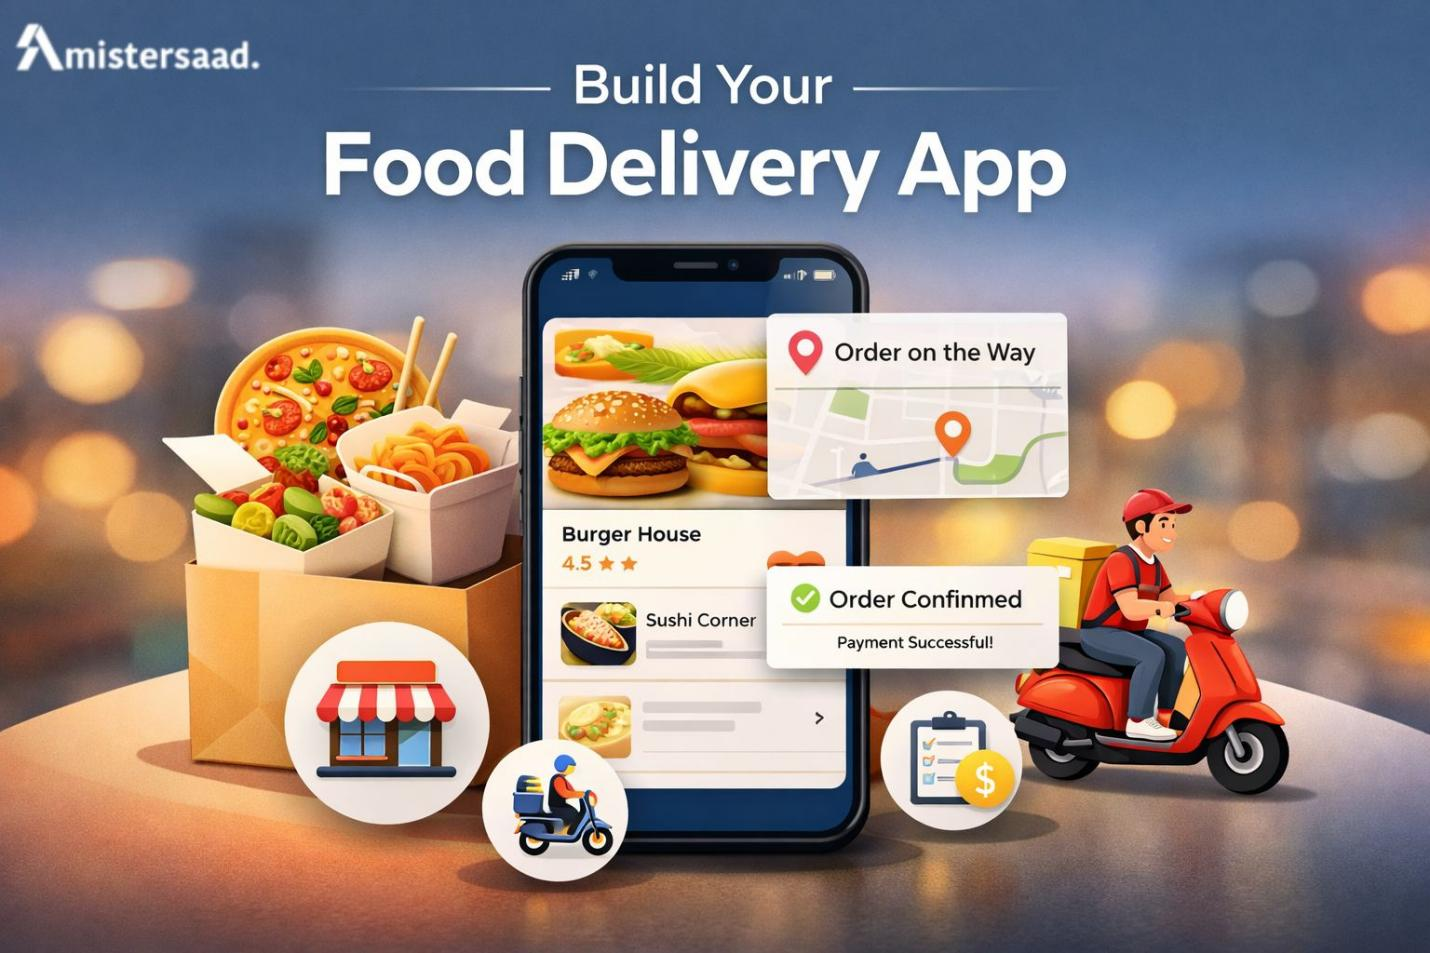 Amistersaad.
Build Your
Food Delivery App
Order on the Way
Burger House
4.5
Order Confinmed
Payment Successful!
Sushi Corner
$